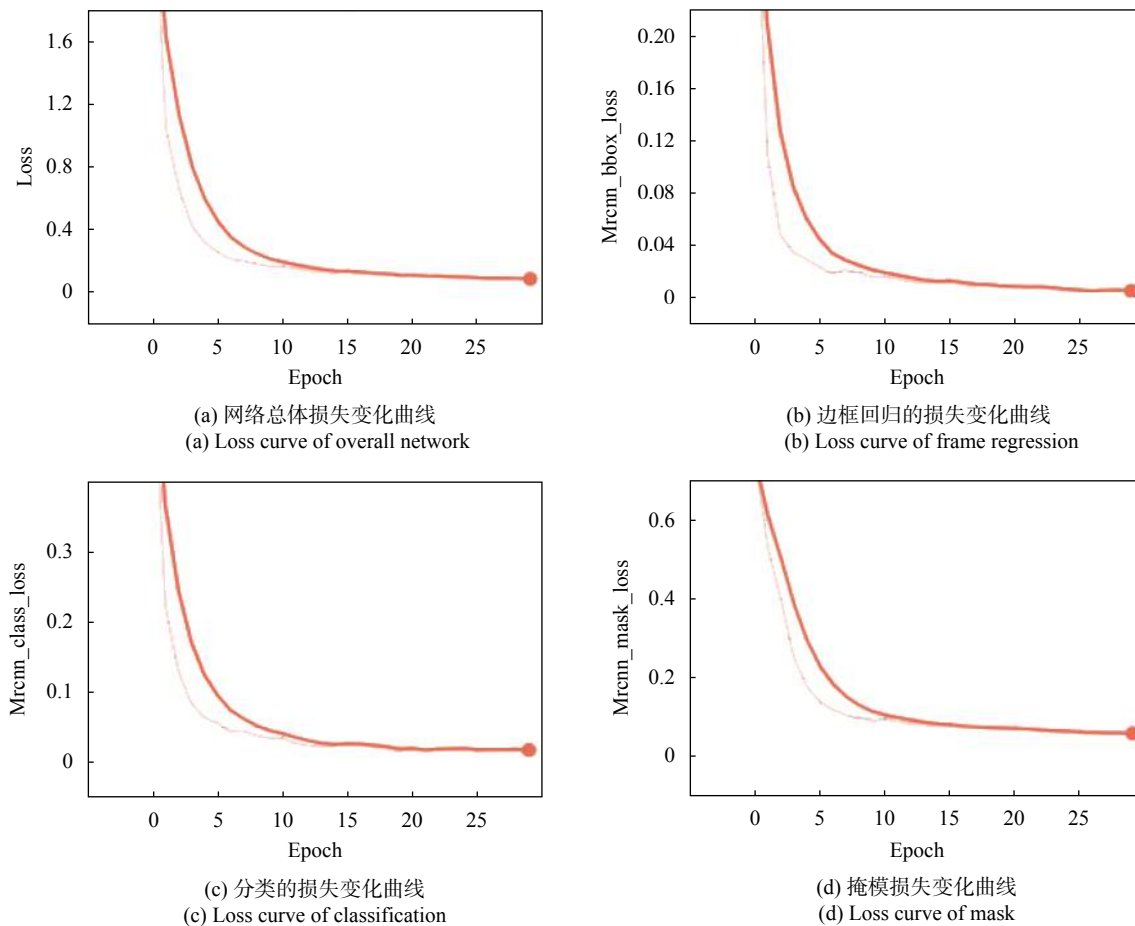 1.6
1.2
0.8
0.4
0
Loss
0 5 10 15 20 25
Epoch
(a) 网络总体损失变化曲线
(a) Loss curve of overall network
0.20
0.16
0.12
0.08
0.04
0
Mrcnn_bbox_loss
0 5 10 15 20 25
Epoch
(b) 边框回归的损失变化曲线
(b) Loss curve of frame regression
0.3
0.2
0.1
0
Mrcnn_class_loss
0 5 10 15 20 25
Epoch
(c) 分类的损失变化曲线
(c) Loss curve of classification
0.6
0.4
0.2
0
Mrcnn_mask_loss
0 5 10 15 20 25
Epoch
(d) 掩模损失变化曲线
(d) Loss curve of mask